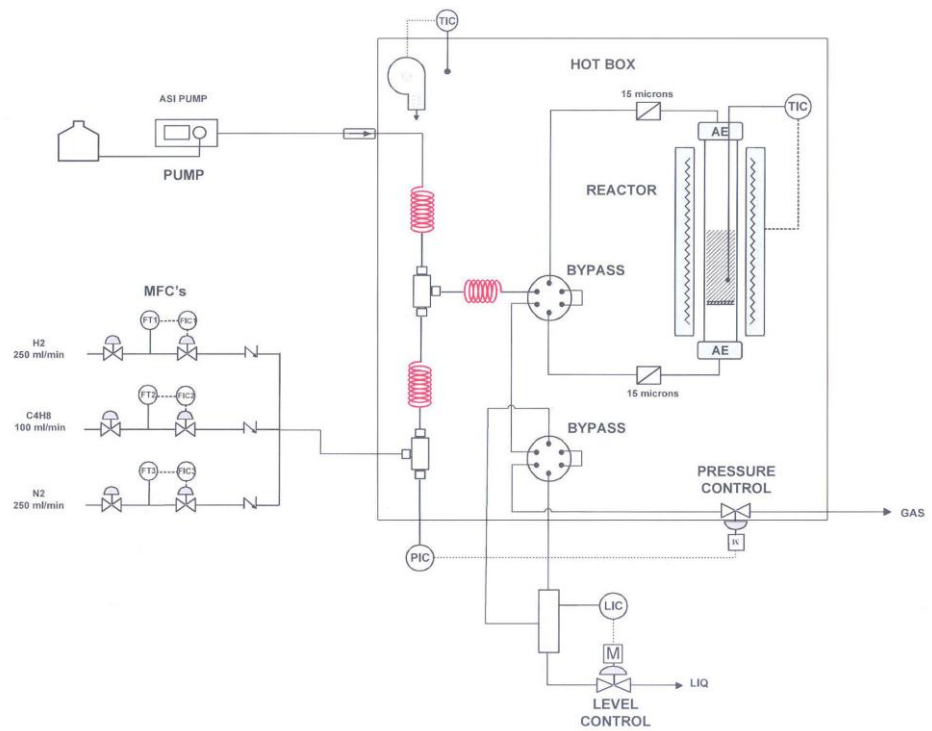 TIC
HOT BOX
15 microns
ASI PUMP
TIC
AE
PUMP
REACTOR
BYPASS
MFC's
FT1
FIC1
H2
250 ml/min
AE
15 microns
FT2
FIC2
C4H8
100 ml/min
BYPASS
FT3
FIC3
PRESSURE
CONTROL
N2
250 ml/min
GAS
M
PIC
LIC
M
LIQ
LEVEL
CONTROL